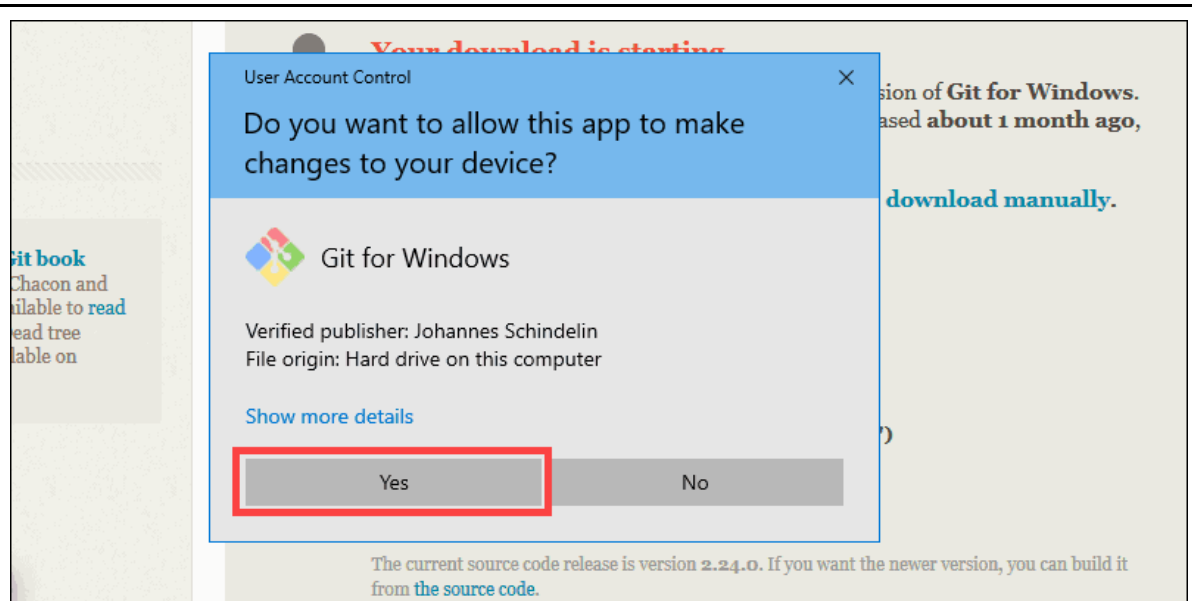 Your download is starting
User Account Control
Do you want to allow this app to make
changes to your device?
sion of Git for Windows.
ased about 1 month ago,
download manually.
Git for Windows
Git book
Chacon and
ailable to read
ead tree
lable on
Verified publisher: Johannes Schindelin
File origin: Hard drive on this computer
Show more details
')
Yes
No
The current source code release is version 2.24.0. If you want the newer version, you can build it
from the source code.